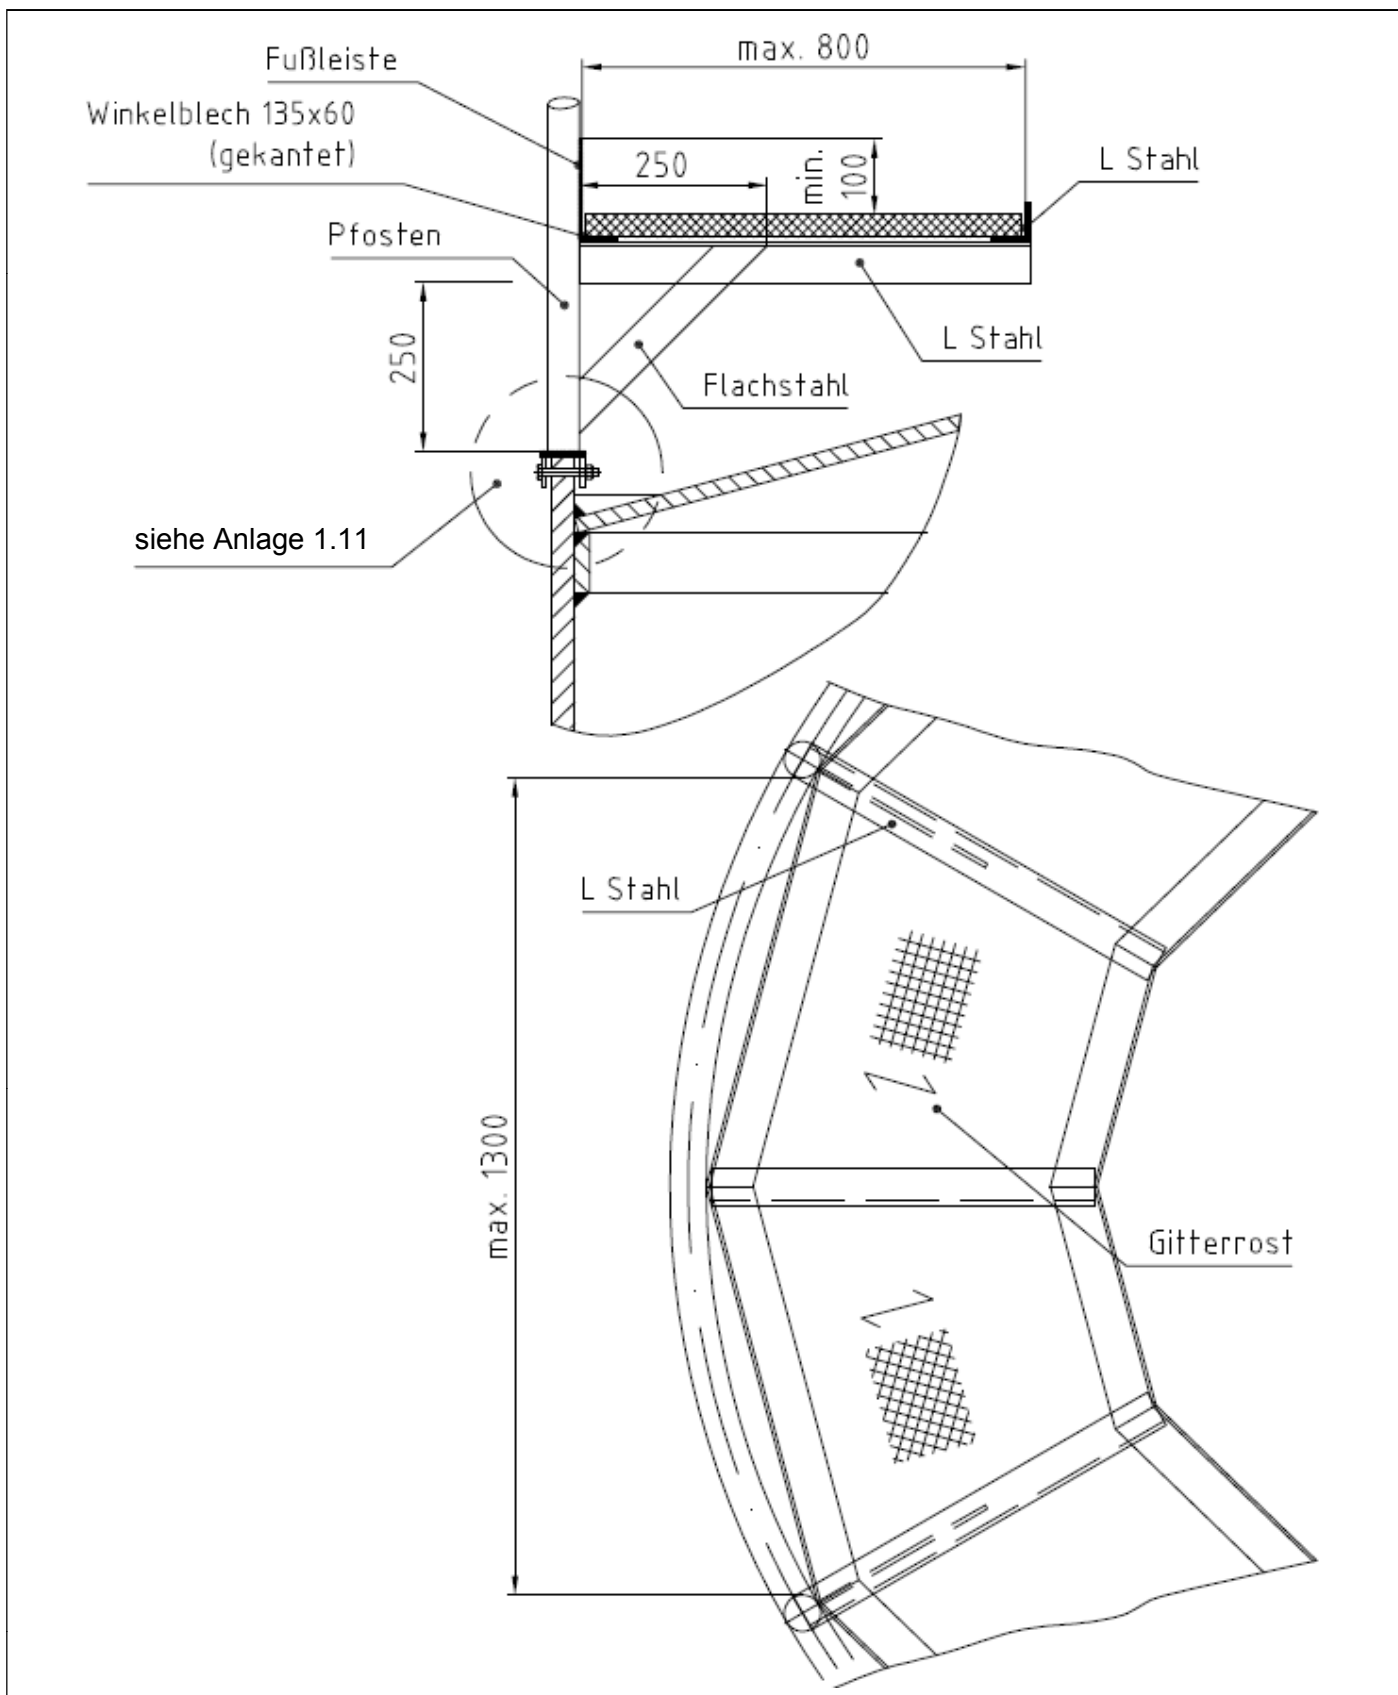 Fußleiste
max. 800
Winkelblech 135x60
(gekantet)
250
min.
100
L Stahl
Pfosten
250
L Stahl
Flachstahl
siehe Anlage 1.11
L Stahl
max. 1300
Gitterrost